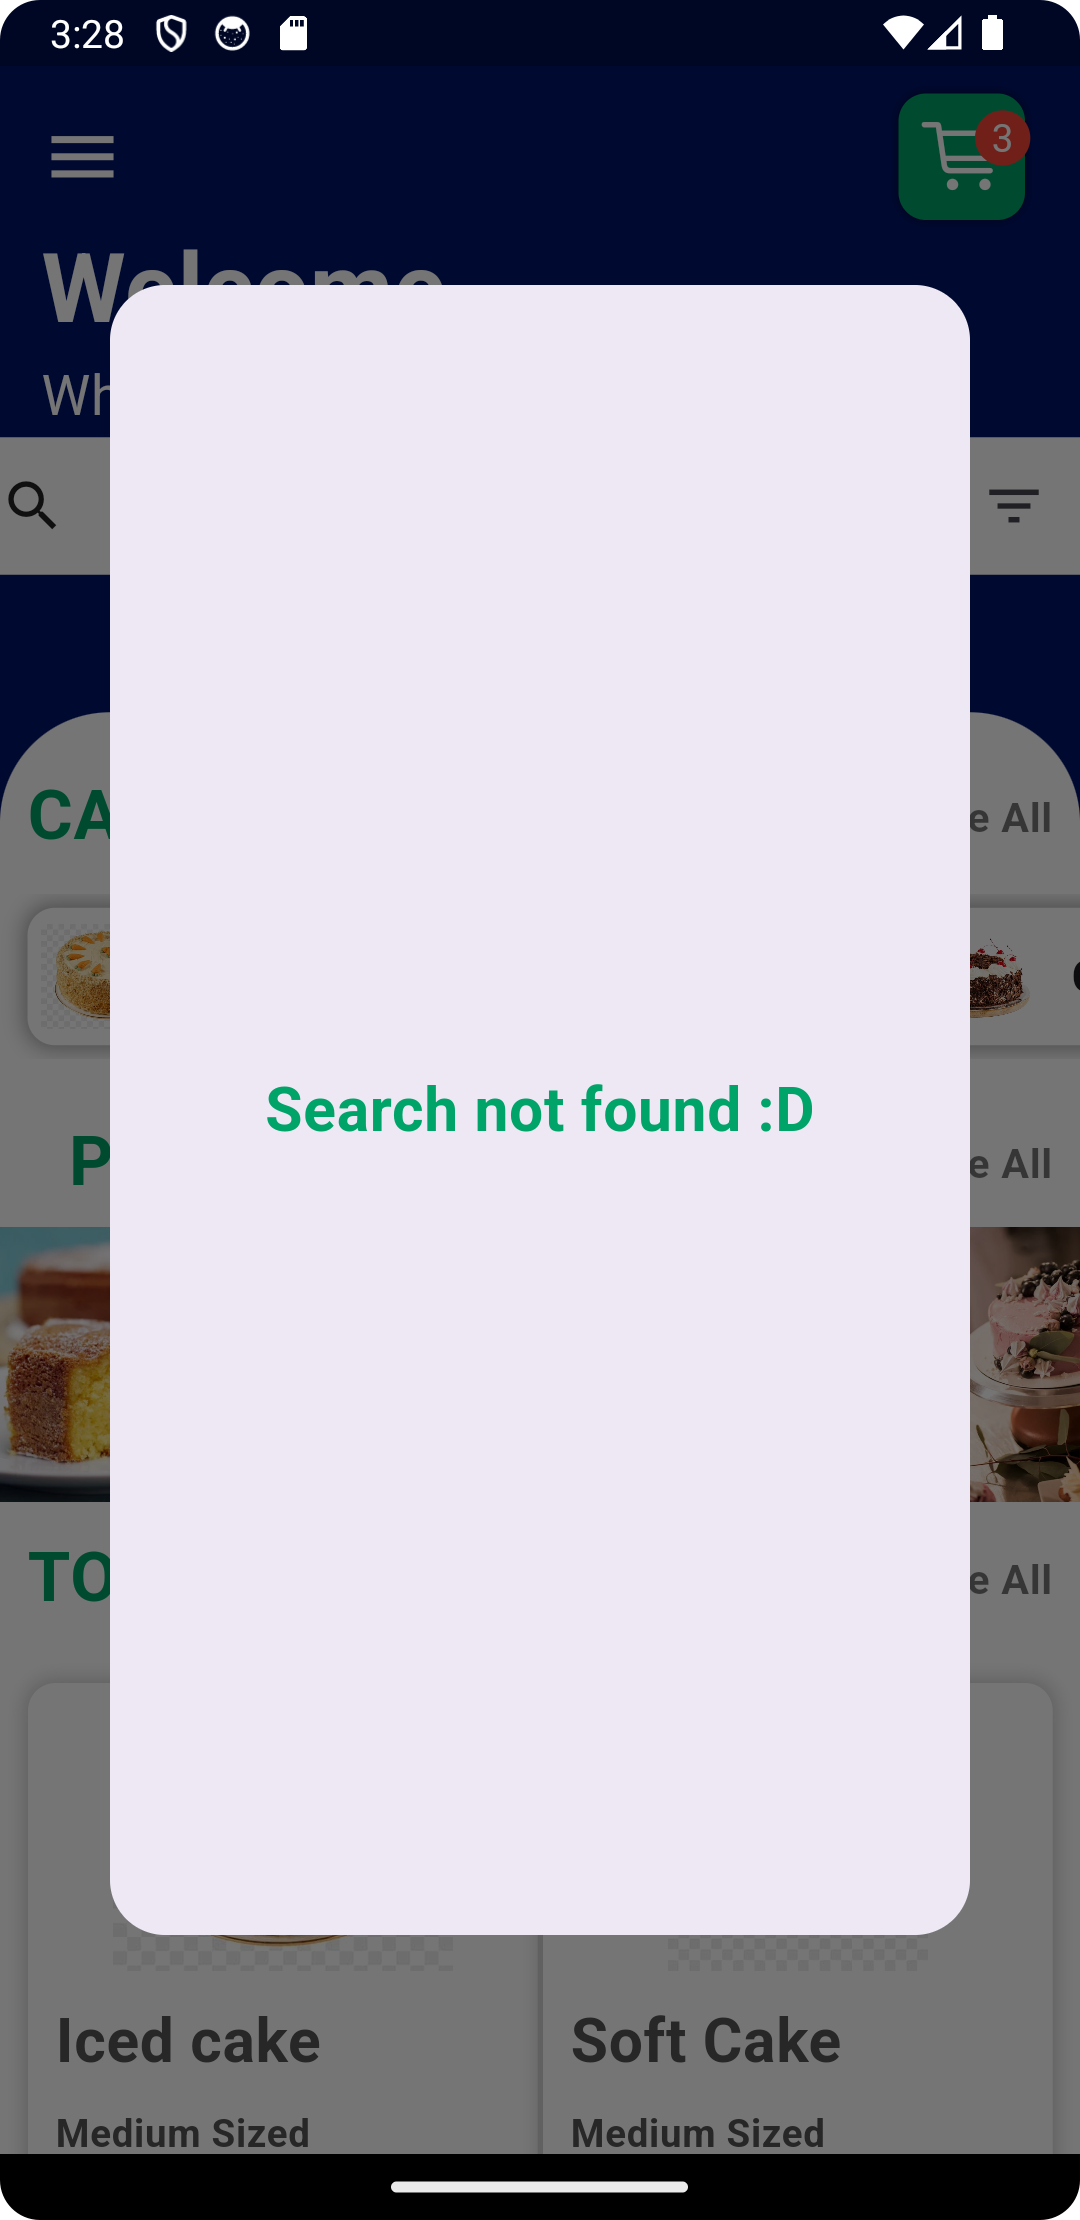 3:28
3
Welcome
Wh
CA
e All
Search not found :D
P
e All
TO
e All
Iced cake
Soft Cake
Medium Sized
Medium Sized